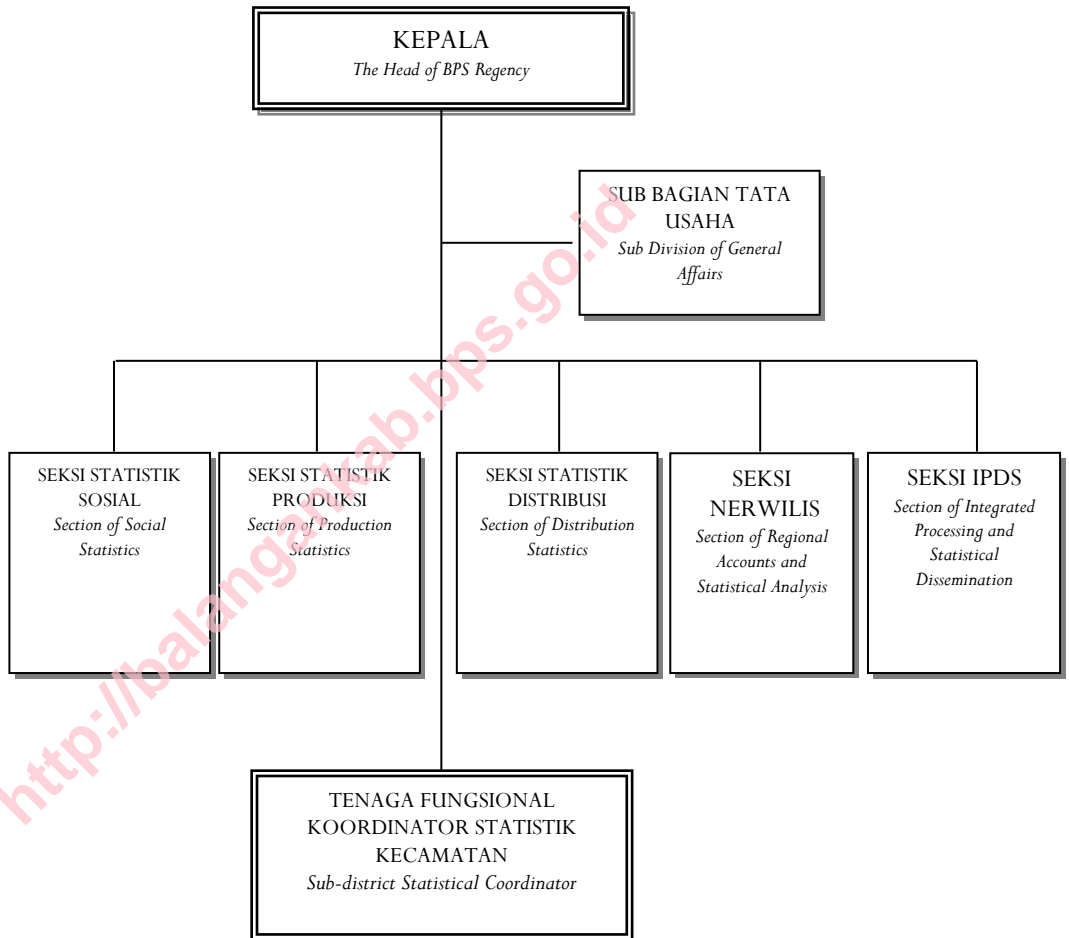 KEPALA
The Head of BPS Regency
SUB BAGIAN TATA
USAHA
Sub Division of General
Affairs
SEKSI STATISTIK
SOSIAL
Section of Social
Statistics
SEKSI STATISTIK
PRODUKSI
Section of Production
Statistics
SEKSI STATISTIK
DISTRIBUSI
Section of Distribution
Statistics
SEKSI
NERWILIS
Section of Regional
Accounts and
Statistical Analysis
SEKSI IPDS
Section of Integrated
Processing and
Statistical
Dissemination
TENAGA FUNGSIONAL
KOORDINATOR STATISTIK
KECAMATAN
Sub-district Statistical Coordinator
http://balangankab.bps.go.id